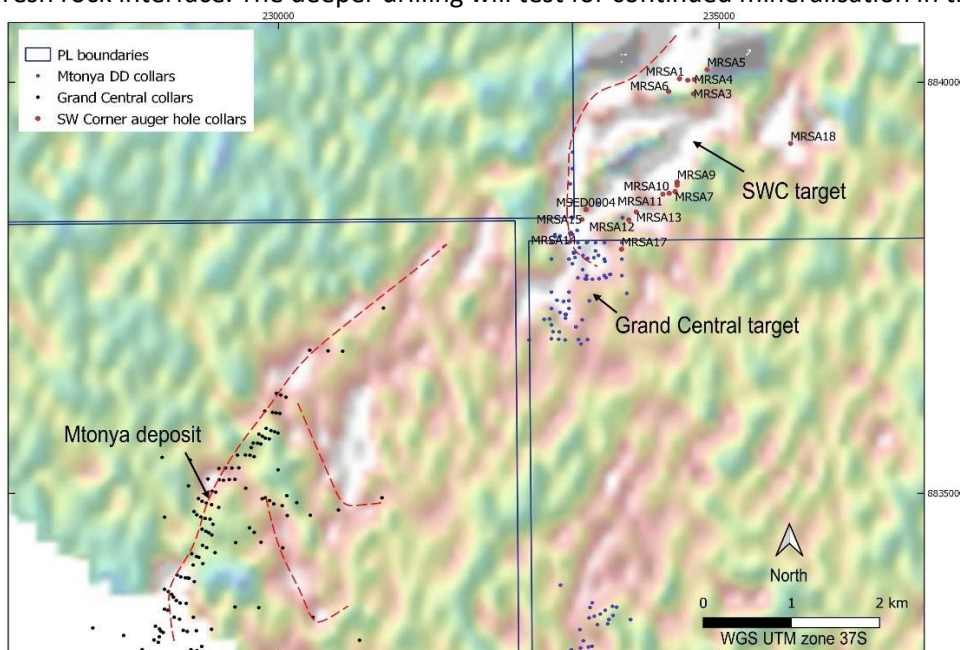 resh rock interface. The deeper drilling will test for continued mineralisation in t
230000
235000
PL boundaries
Mtonya DD collars
Grand Central collars
SW Corner auger hole collars
MRSA5
MRSA1
MRSA4
MRSA6
MRSA3
8840000
MRSA18
MRSA9
SWC target
MRSA10
MRSA7
MRSA11
MSED0004
MRSA13
MRSA15
MRSA12
MRSA14
MRSA17
Grand Central target
Mtonya deposit
8835000
North
0 1 2 km
WGS UTM zone 37S